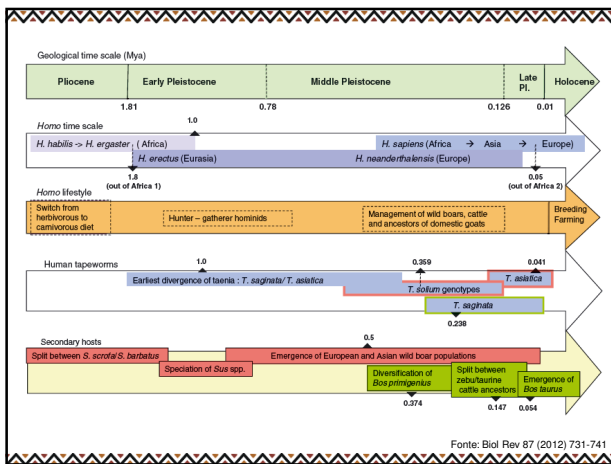 Geological time scale (Mya)
Pliocene Early Pleistocene Middle Pleistocene Late Pl. Holocene
1.81 0.78 0.126 0.01
Homo time scale
1.0
H. habilis -> H. ergaster ( Africa)
H. sapiens (Africa → Asia → Europe)
H. erectus (Eurasia) H. neanderthalensis (Europe)
1.8 0.05
(out of Africa 1) (out of Africa 2)
Homo lifestyle
Switch from
herbivorous to
carnivorous diet
Hunter – gatherer hominids
Management of wild boars, cattle
and ancestors of domestic goats
Breeding
Farming
Human tapeworms
1.0 0.359 0.041
Earliest divergence of taenia : T. saginata/ T. asiatica
T. asiatica
T. solium genotypes
T. saginata
0.238
Secondary hosts
0.5
Split between S. scrofa/S. barbatus
Emergence of European and Asian wild boar populations
Speciation of Sus spp.
Diversification of
Bos primigenius
Split between
zebu/taurine
cattle ancestors
Emergence of
Bos taurus
0.374 0.147 0.054
Fonte: Biol Rev 87 (2012) 731-741